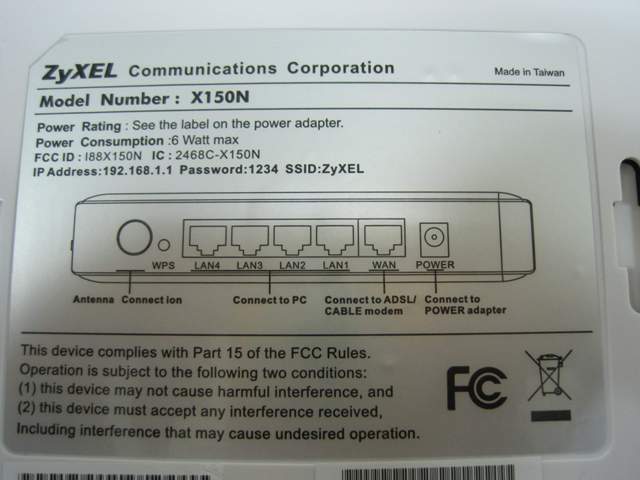 ZyXEL Communications Corporation
Made in Taiwan
Model Number : X150N
Power Rating : See the label on the power adapter.
Power Consumption :6 Watt max
FCC ID : I88X150N IC : 2468C-X150N
IP Address:192.168.1.1 Password:1234 SSID:ZyXEL
WPS LAN4 LAN3 LAN2 LAN1 WAN POWER
Antenna Connect ion Connect to PC Connect to ADSL/ Connect to
CABLE modem POWER adapter
This device complies with Part 15 of the FCC Rules.
Operation is subject to the following two conditions:
(1) this device may not cause harmful interference, and
(2) this device must accept any interference received,
Including interference that may cause undesired operation.
FC